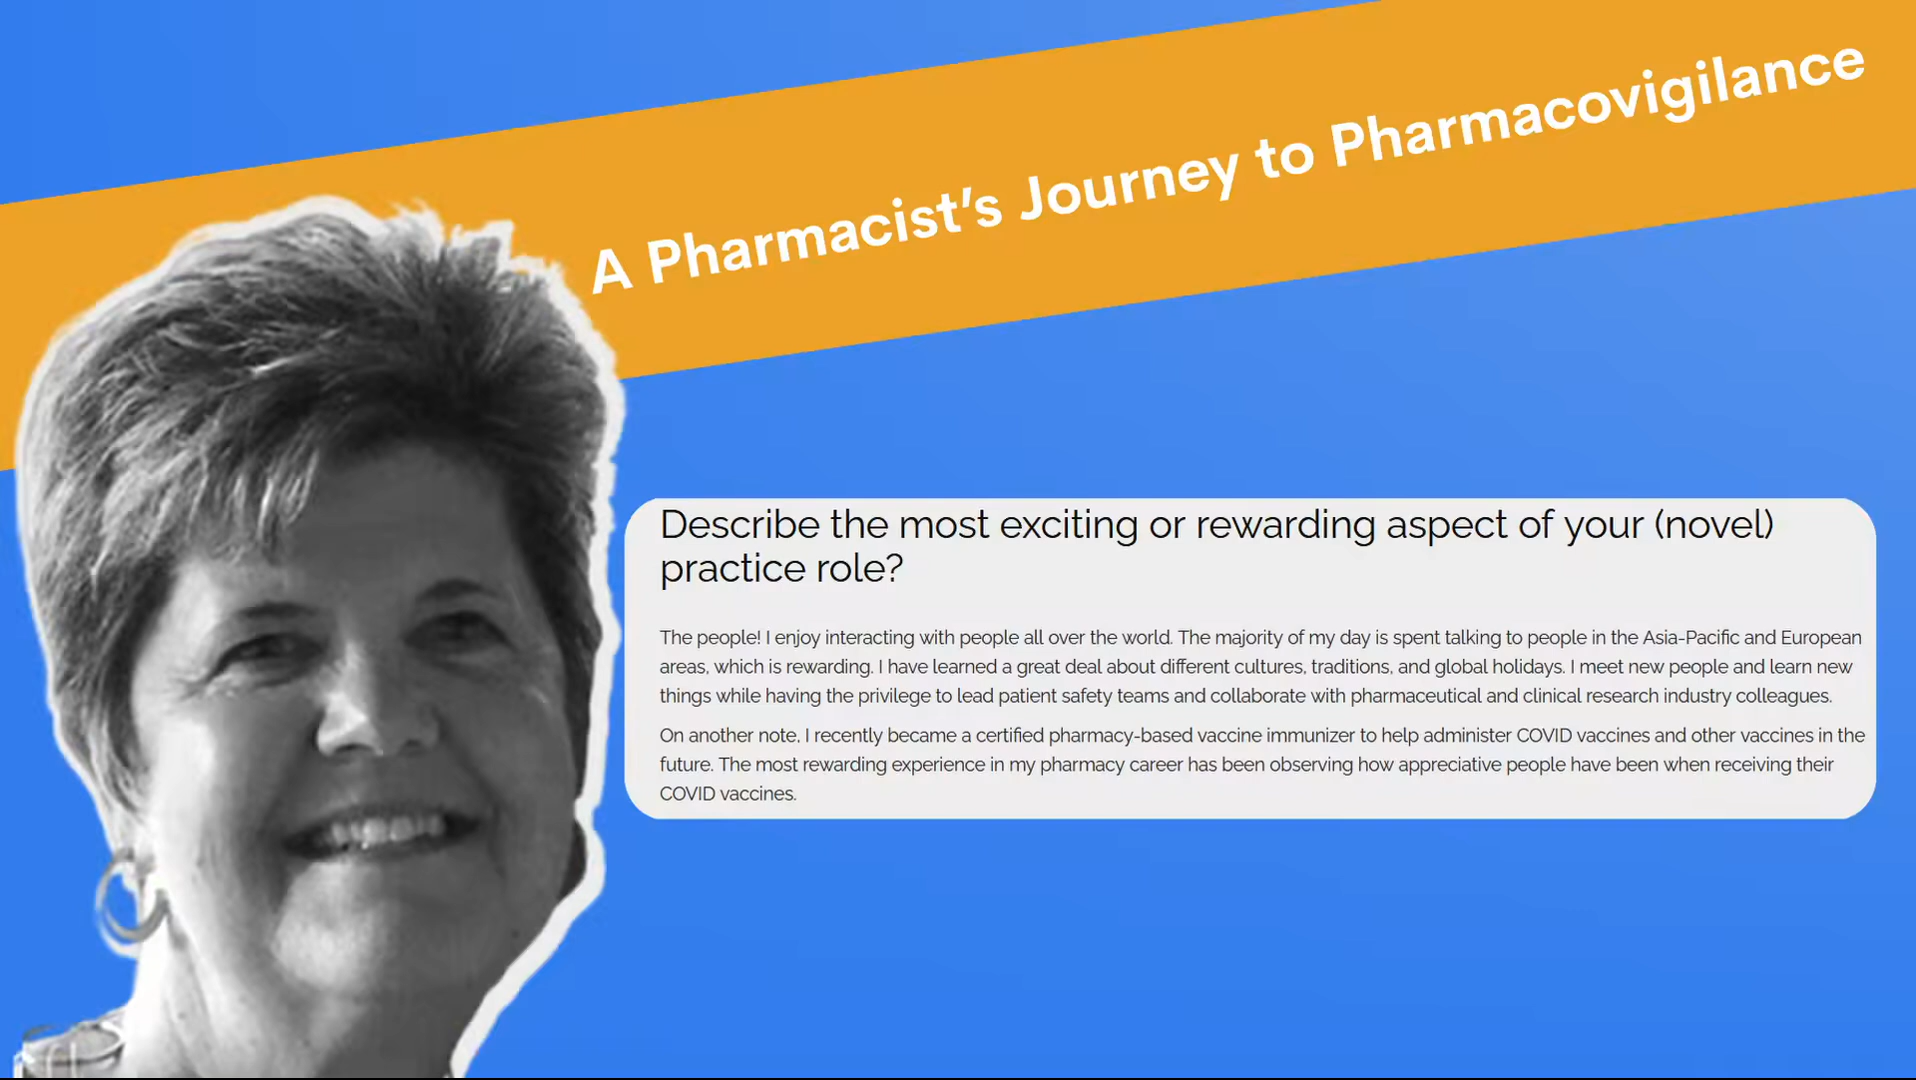 A Pharmacist's Journey to Pharmacovigilance
Describe the most exciting or rewarding aspect of your (novel)
practice role?
The people! I enjoy interacting with people all over the world. The majority of my day is spent talking to people in the Asia-Pacific and European
areas, which is rewarding. I have learned a great deal about different cultures, traditions, and global holidays. I meet new people and learn new
things while having the privilege to lead patient safety teams and collaborate with pharmaceutical and clinical research industry colleagues.
On another note, I recently became a certified pharmacy-based vaccine immunizer to help administer COVID vaccines and other vaccines in the
future. The most rewarding experience in my pharmacy career has been observing how appreciative people have been when receiving their
COVID vaccines.